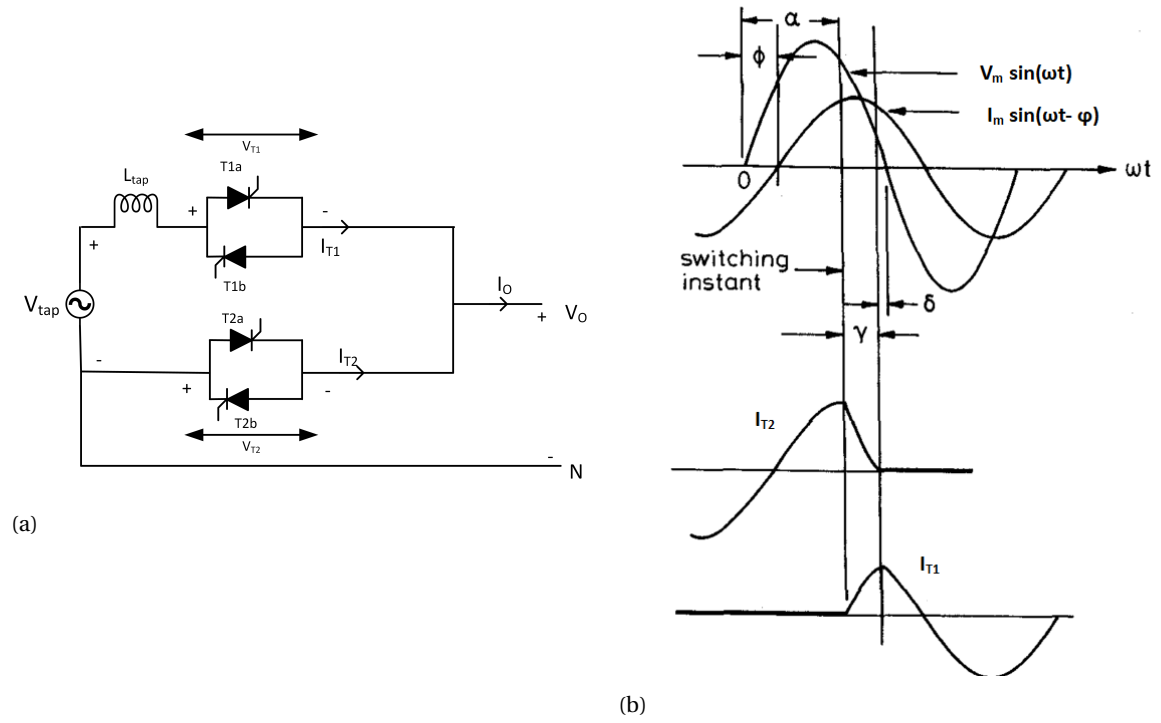 V_T1
T1a
L_tap
+
-
+
I_T1
T1b
V_tap
I_O
+
V_O
T2a
-
I_T2
+
-
T2b
V_T2
-
N
(a)
α
ϕ
V_m sin(ωt)
I_m sin(ωt- φ)
0
ωt
switching
instant
δ
γ
I_T2
I_T1
(b)